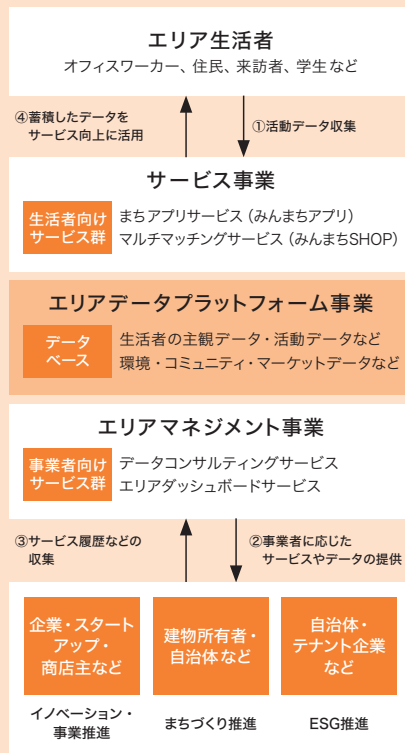 エリア生活者
オフィスワーカー、住民、来訪者、学生など
④蓄積したデータを
サービス向上に活用
①活動データ収集
サービス事業
生活者向け
サービス群
まちアプリサービス（みんまちアプリ）
マルチマッチングサービス（みんまちSHOP）
エリアデータプラットフォーム事業
データ
ベース
生活者の主観データ・活動データなど
環境・コミュニティ・マーケットデータなど
エリアマネジメント事業
事業者向け
サービス群
データコンサルティングサービス
エリアダッシュボードサービス
③サービス履歴などの
収集
②事業者に応じた
サービスやデータの提供
企業・スタート
アップ・
商店主など
建物所有者・
自治体など
自治体・
テナント企業
など
イノベーション・
事業推進
まちづくり推進
ESG推進